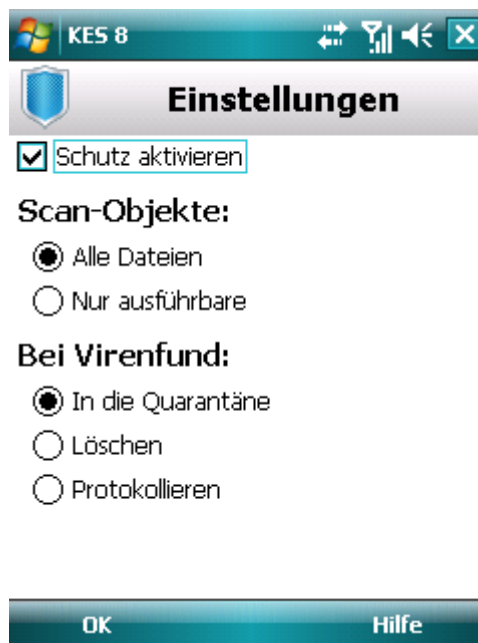 KES 8
Einstellungen
Schutz aktivieren
Scan-Objekte:
Alle Dateien
Nur ausführbare
Bei Virenfund:
In die Quarantäne
Löschen
Protokollieren
OK Hilfe